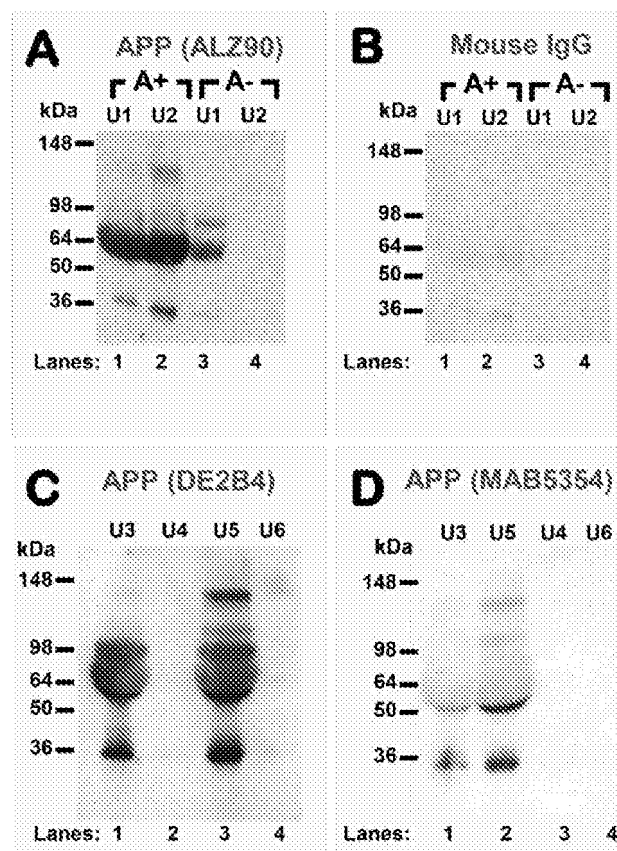 A APP (ALZ90)
A+ A-
kDa U1 U2 U1 U2
148
98
64
50
36
Lanes: 1 2 3 4
B Mouse IgG
A+ A-
kDa U1 U2 U1 U2
148
98
64
50
36
Lanes: 1 2 3 4
C APP (DE2B4)
U3 U4 U5 U6
kDa
148
98
64
50
36
Lanes: 1 2 3 4
D APP (MAB5354)
U3 U5 U4 U6
kDa
148
98
64
50
36
Lanes: 1 2 3 4